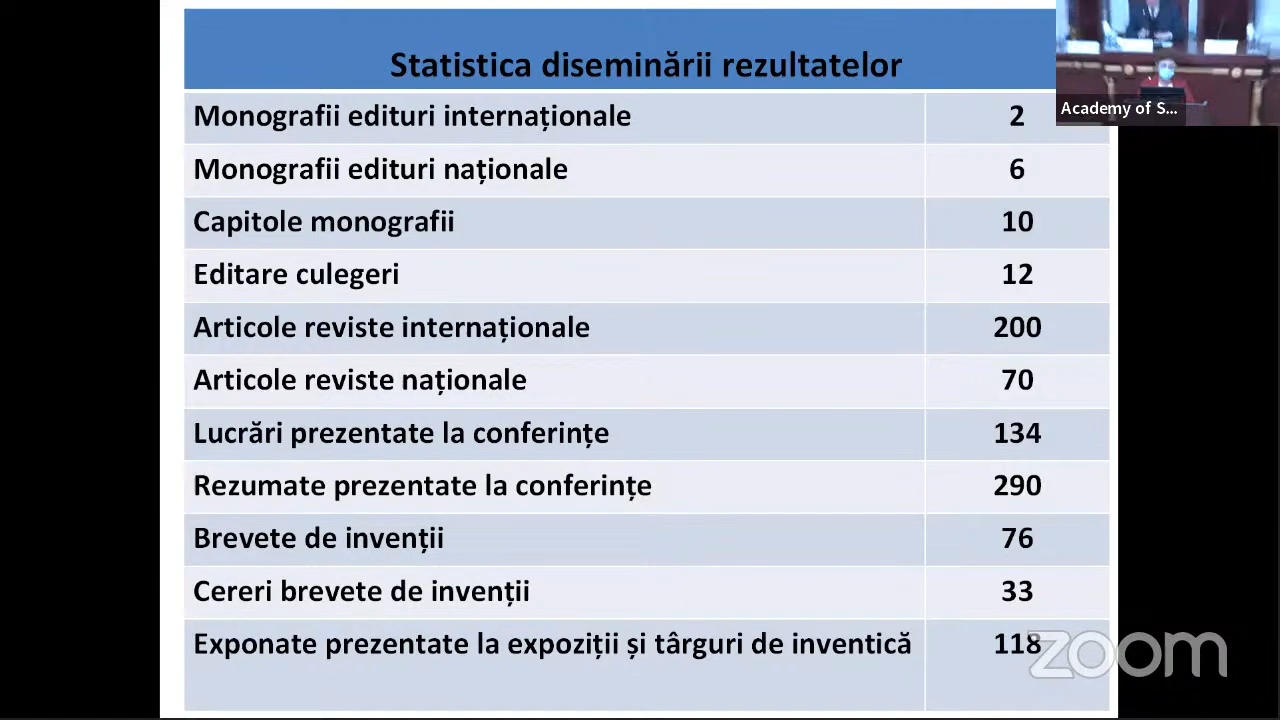 Statistica diseminării rezultatelor
Monografii edituri internaționale 2
Monografii edituri naționale 6
Capitole monografii 10
Editare culegeri 12
Articole reviste internaționale 200
Articole reviste naționale 70
Lucrări prezentate la conferințe 134
Rezumate prezentate la conferințe 290
Brevete de invenții 76
Cereri brevete de invenții 33
Exponate prezentate la expoziții și târguri de inventică 118
Academy of S...
zoom